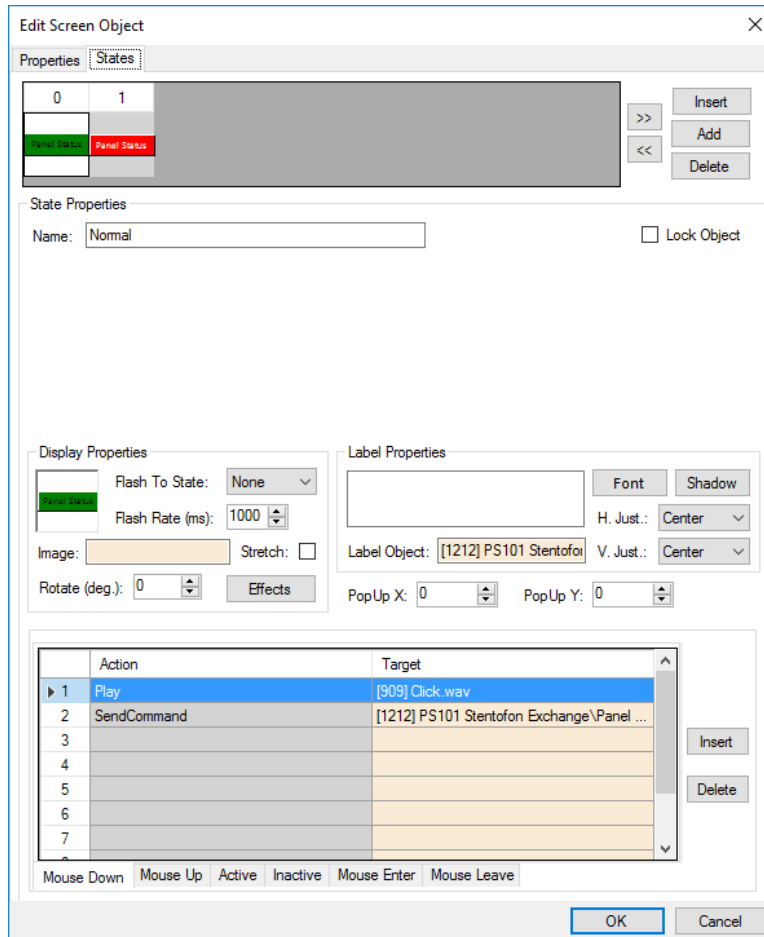 Edit Screen Object
Properties States
0 1
Panel Status Panel Status
>>
<<
Insert
Add
Delete
State Properties
Name: Normal
Lock Object
Display Properties
Panel Status
Flash To State: None
Flash Rate (ms): 1000
Image: Stretch:
Rotate (deg.): 0 Effects
Label Properties
Font Shadow
H. Just.: Center
Label Object: [1212] PS101 Stentofon V. Just.: Center
PopUp X: 0 PopUp Y: 0
Action Target
1 Play [909] Click.wav
2 SendCommand [1212] PS101 Stentofon Exchange\Panel ...
3
4
5
6
7
Insert
Delete
Mouse Down Mouse Up Active Inactive Mouse Enter Mouse Leave
OK Cancel